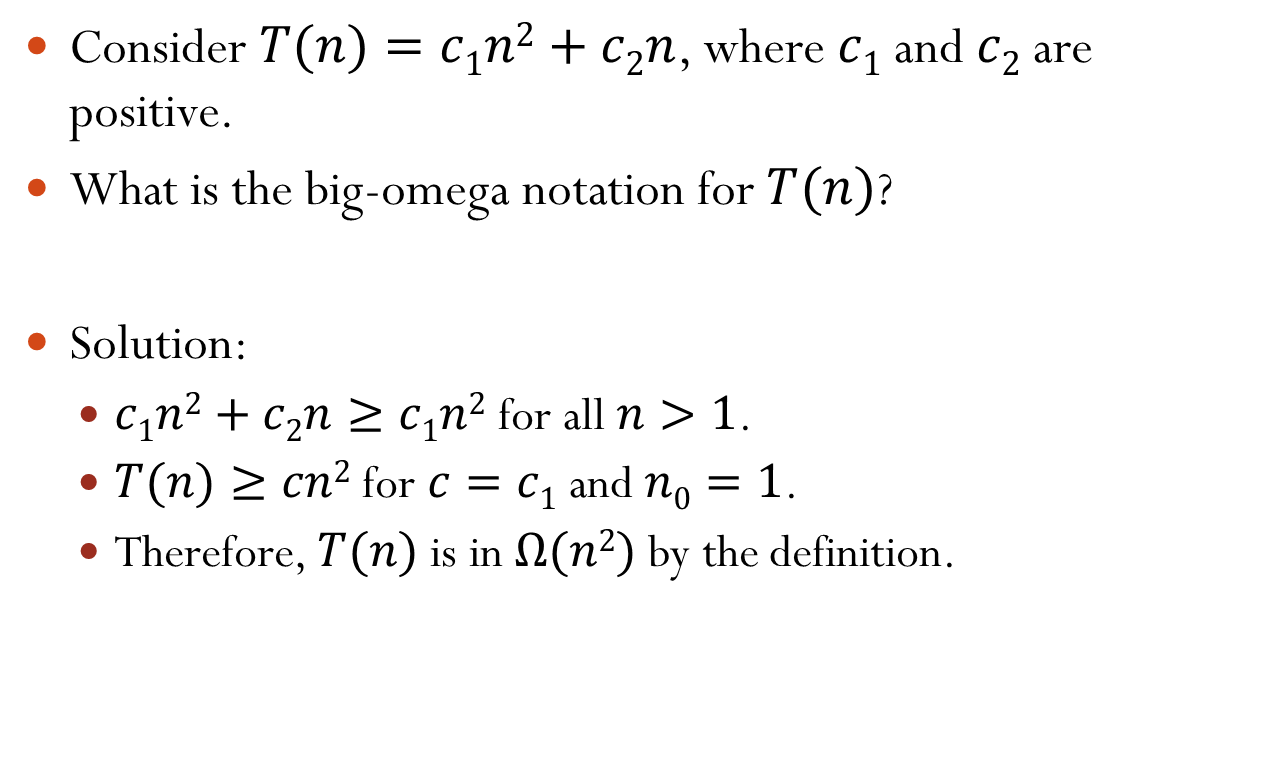 • Consider T(n) = c₁n² + c₂n, where c₁ and c₂ are
positive.
• What is the big-omega notation for T(n)?
• Solution:
• c₁n² + c₂n ≥ c₁n² for all n > 1.
• T(n) ≥ cn² for c = c₁ and n₀ = 1.
• Therefore, T(n) is in Ω(n²) by the definition.